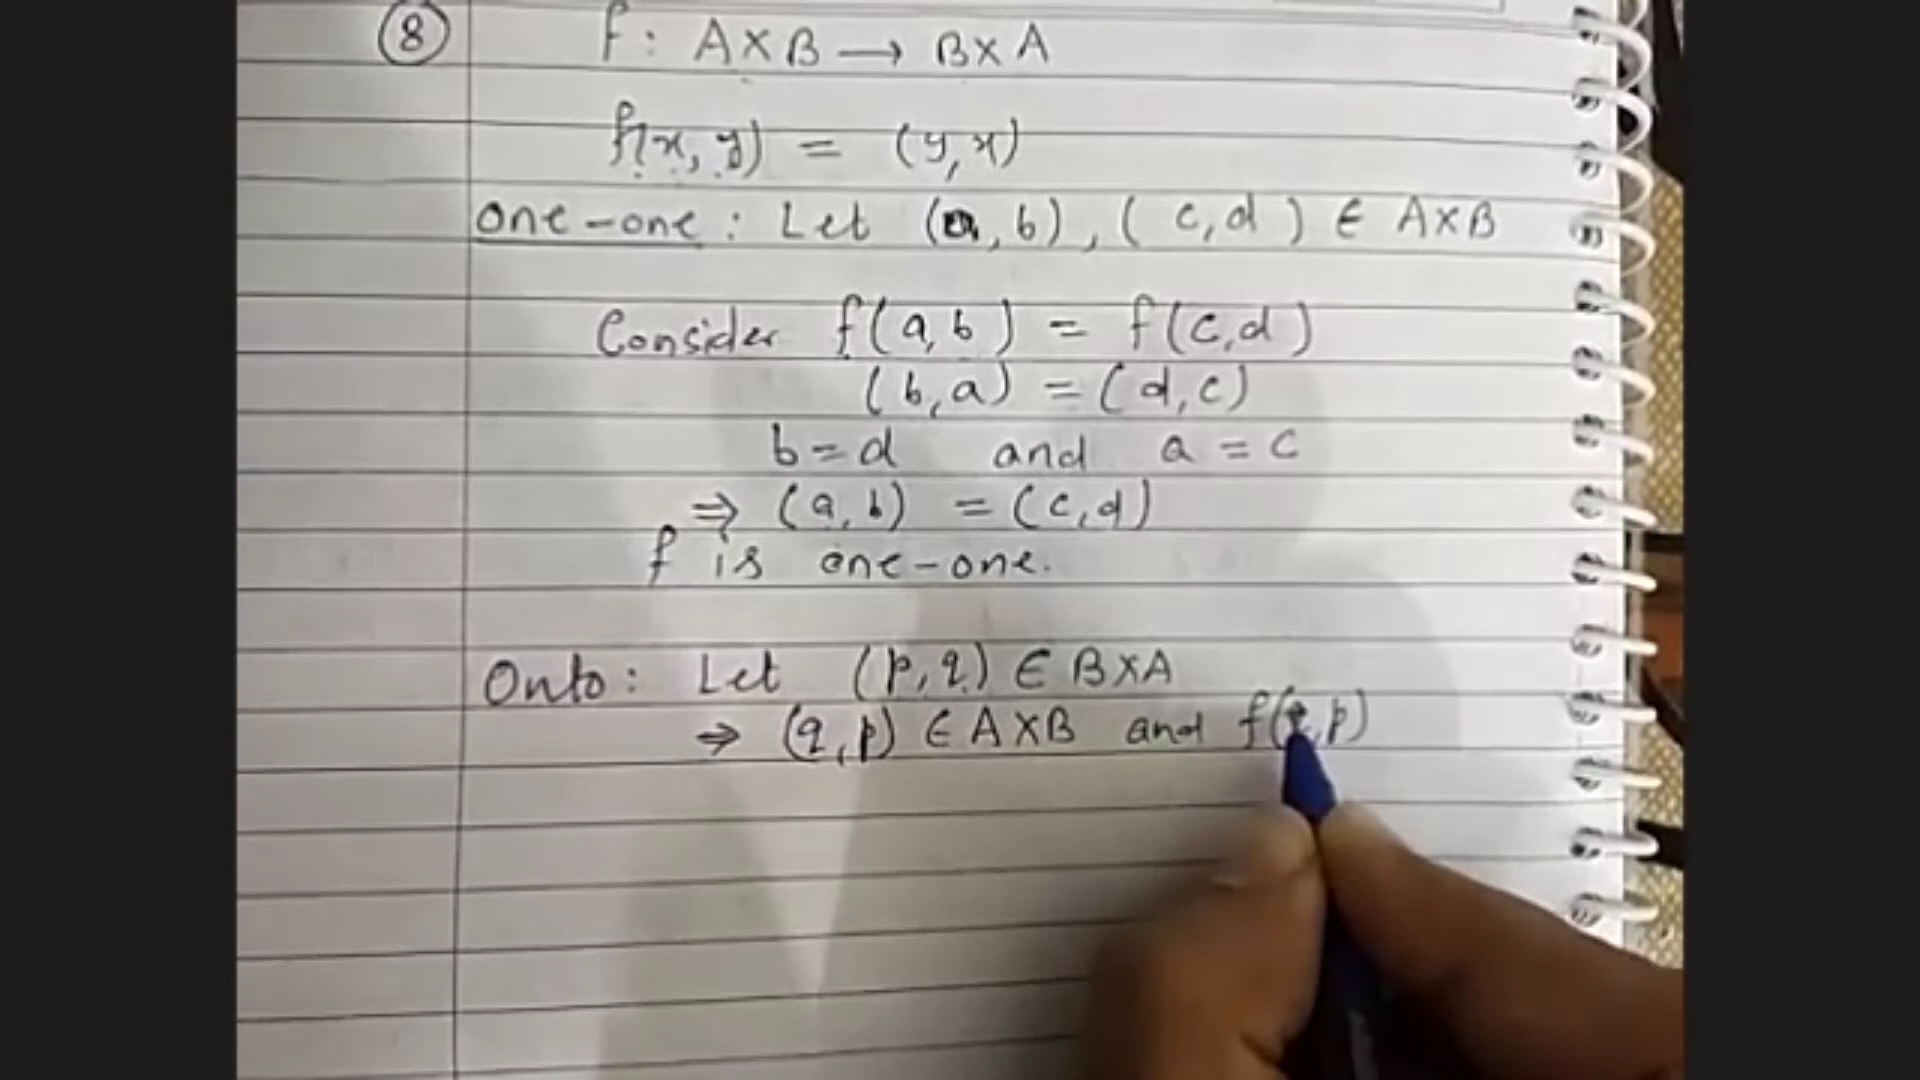 ⑧ f : A×B → B×A
f(x, y) = (y, x)
one-one : Let (a, b), (c, d) ∈ A×B
Consider f(a, b) = f(c, d)
(b, a) = (d, c)
b = d and a = c
⇒ (a, b) = (c, d)
f is one-one.
Onto : Let (p, q) ∈ B×A
⇒ (q, p) ∈ A×B and f(q, p)